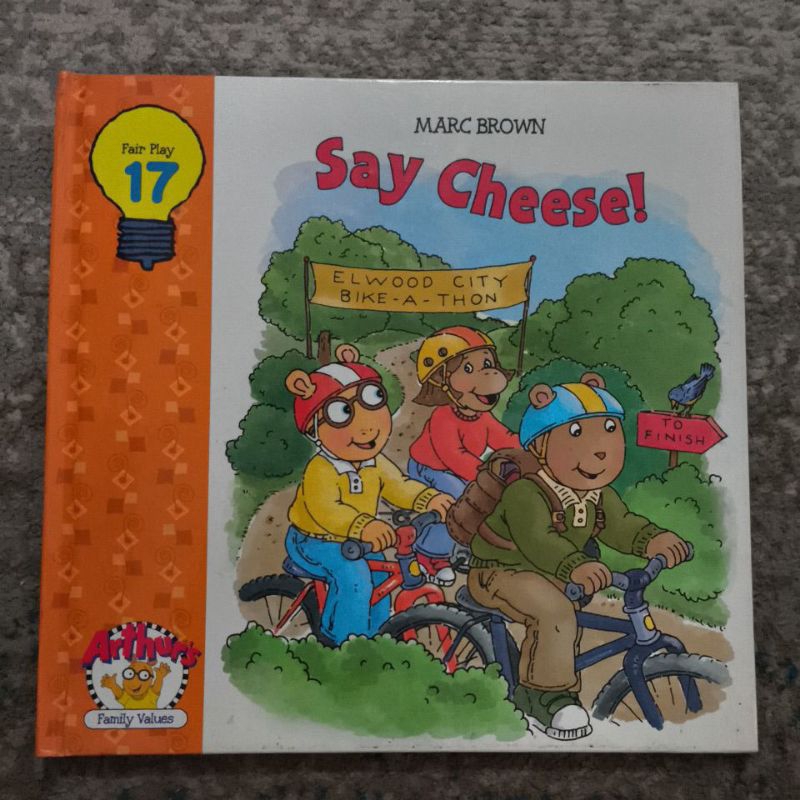 Fair Play
17
MARC BROWN
Say Cheese!
ELWOOD CITY
BIKE-A-THON
TO
FINISH
Arthur's
Family Values